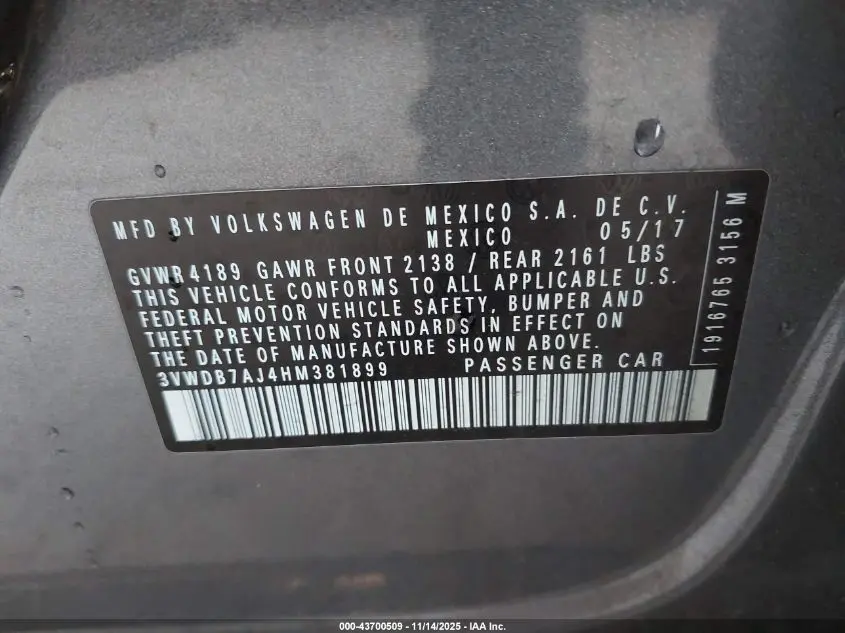 MFD BY VOLKSWAGEN DE MEXICO S.A. DE C.V.
MEXICO 05/17
GVWR 4189 GAWR FRONT 2138 / REAR 2161 LBS
THIS VEHICLE CONFORMS TO ALL APPLICABLE U.S.
FEDERAL MOTOR VEHICLE SAFETY, BUMPER AND
THEFT PREVENTION STANDARDS IN EFFECT ON
THE DATE OF MANUFACTURE SHOWN ABOVE.
3VWDB7AJ4HM381899 PASSENGER CAR
1916765 3156 M
000-43700509 - 11/14/2025 - IAA Inc.